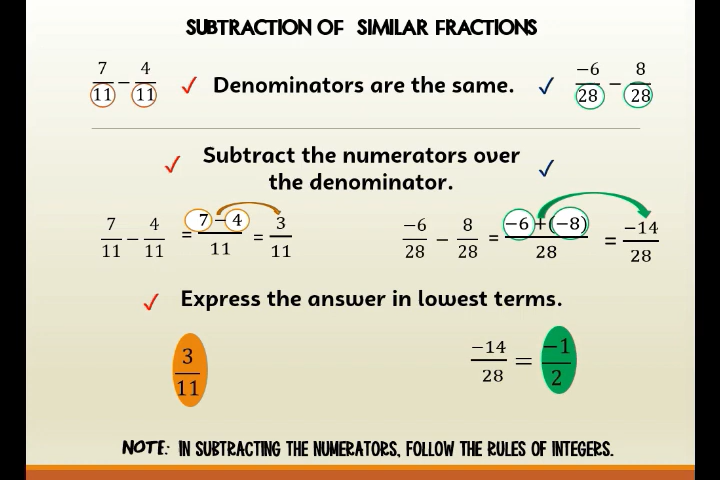 SUBTRACTION OF SIMILAR FRACTIONS
7/11 − 4/11 ✓ Denominators are the same. ✓ −6/28 − 8/28
✓ Subtract the numerators over ✓
the denominator.
7/11 − 4/11 = 7 − 4/11 = 3/11 −6/28 − 8/28 = −6+(−8)/28 = −14/28
✓ Express the answer in lowest terms.
3/11 −14/28 = −1/2
NOTE: IN SUBTRACTING THE NUMERATORS, FOLLOW THE RULES OF INTEGERS.